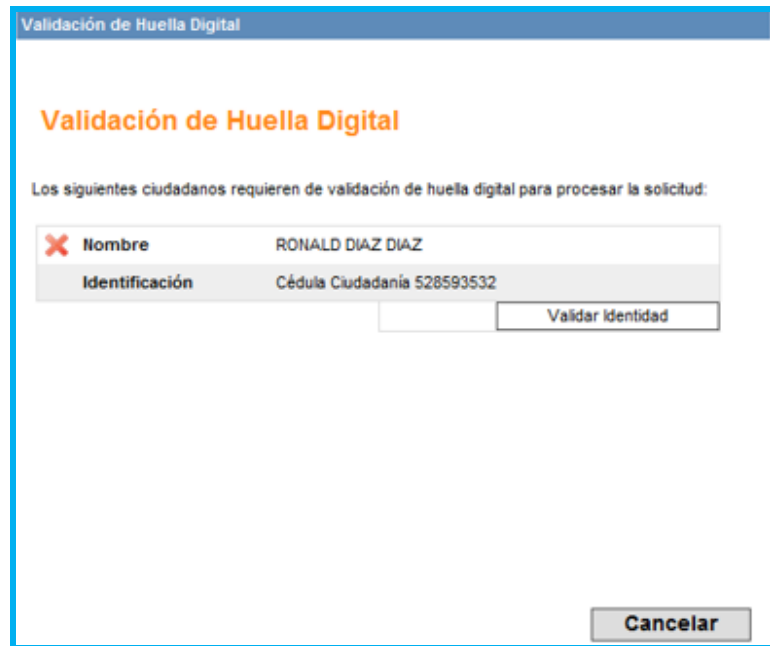 Validación de Huella Digital
Validación de Huella Digital
Los siguientes ciudadanos requieren de validación de huella digital para procesar la solicitud:
Nombre RONALD DIAZ DIAZ
Identificación Cédula Ciudadanía 528593532
Validar Identidad
Cancelar